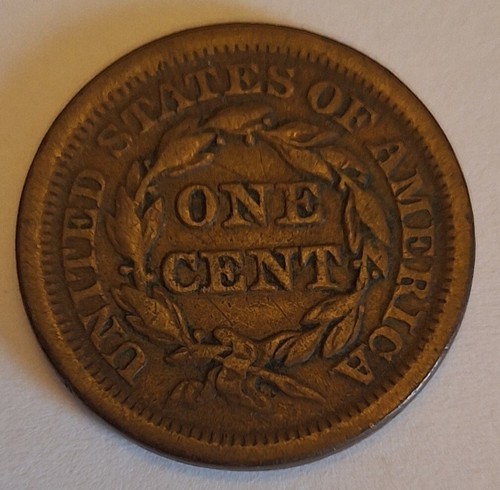 UNITED STATES OF AMERICA
ONE
CENT